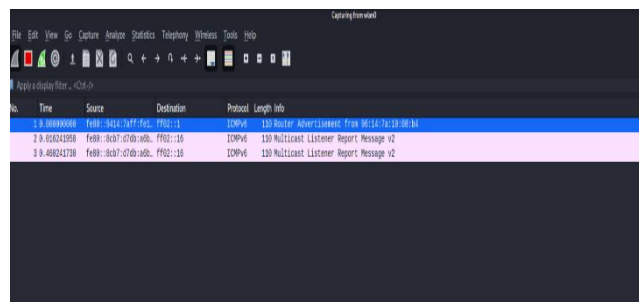 Capturing from wlan0
File Edit View Go Capture Analyze Statistics Telephony Wireless Tools Help
Apply a display filter ... <Ctrl-/>
No. Time Source Destination Protocol Length Info
1 0.000000000 fe80::9414:7aff:fe1… ff02::1 ICMPv6 110 Router Advertisement from 96:14:7a:10:08:b4
2 0.016241958 fe80::8cb7:d7db:a6b… ff02::16 ICMPv6 110 Multicast Listener Report Message v2
3 0.468241730 fe80::8cb7:d7db:a6b… ff02::16 ICMPv6 110 Multicast Listener Report Message v2